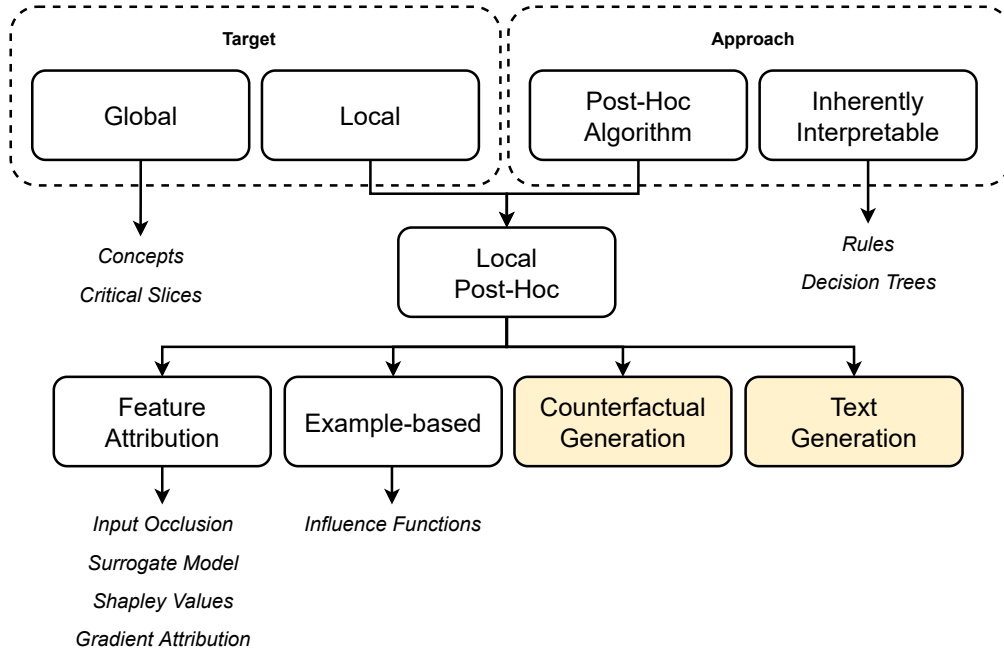 Target
Approach
Global
Local
Post-Hoc
Algorithm
Inherently
Interpretable
Concepts
Critical Slices
Local
Post-Hoc
Rules
Decision Trees
Feature
Attribution
Example-based
Counterfactual
Generation
Text
Generation
Input Occlusion
Surrogate Model
Shapley Values
Gradient Attribution
Influence Functions